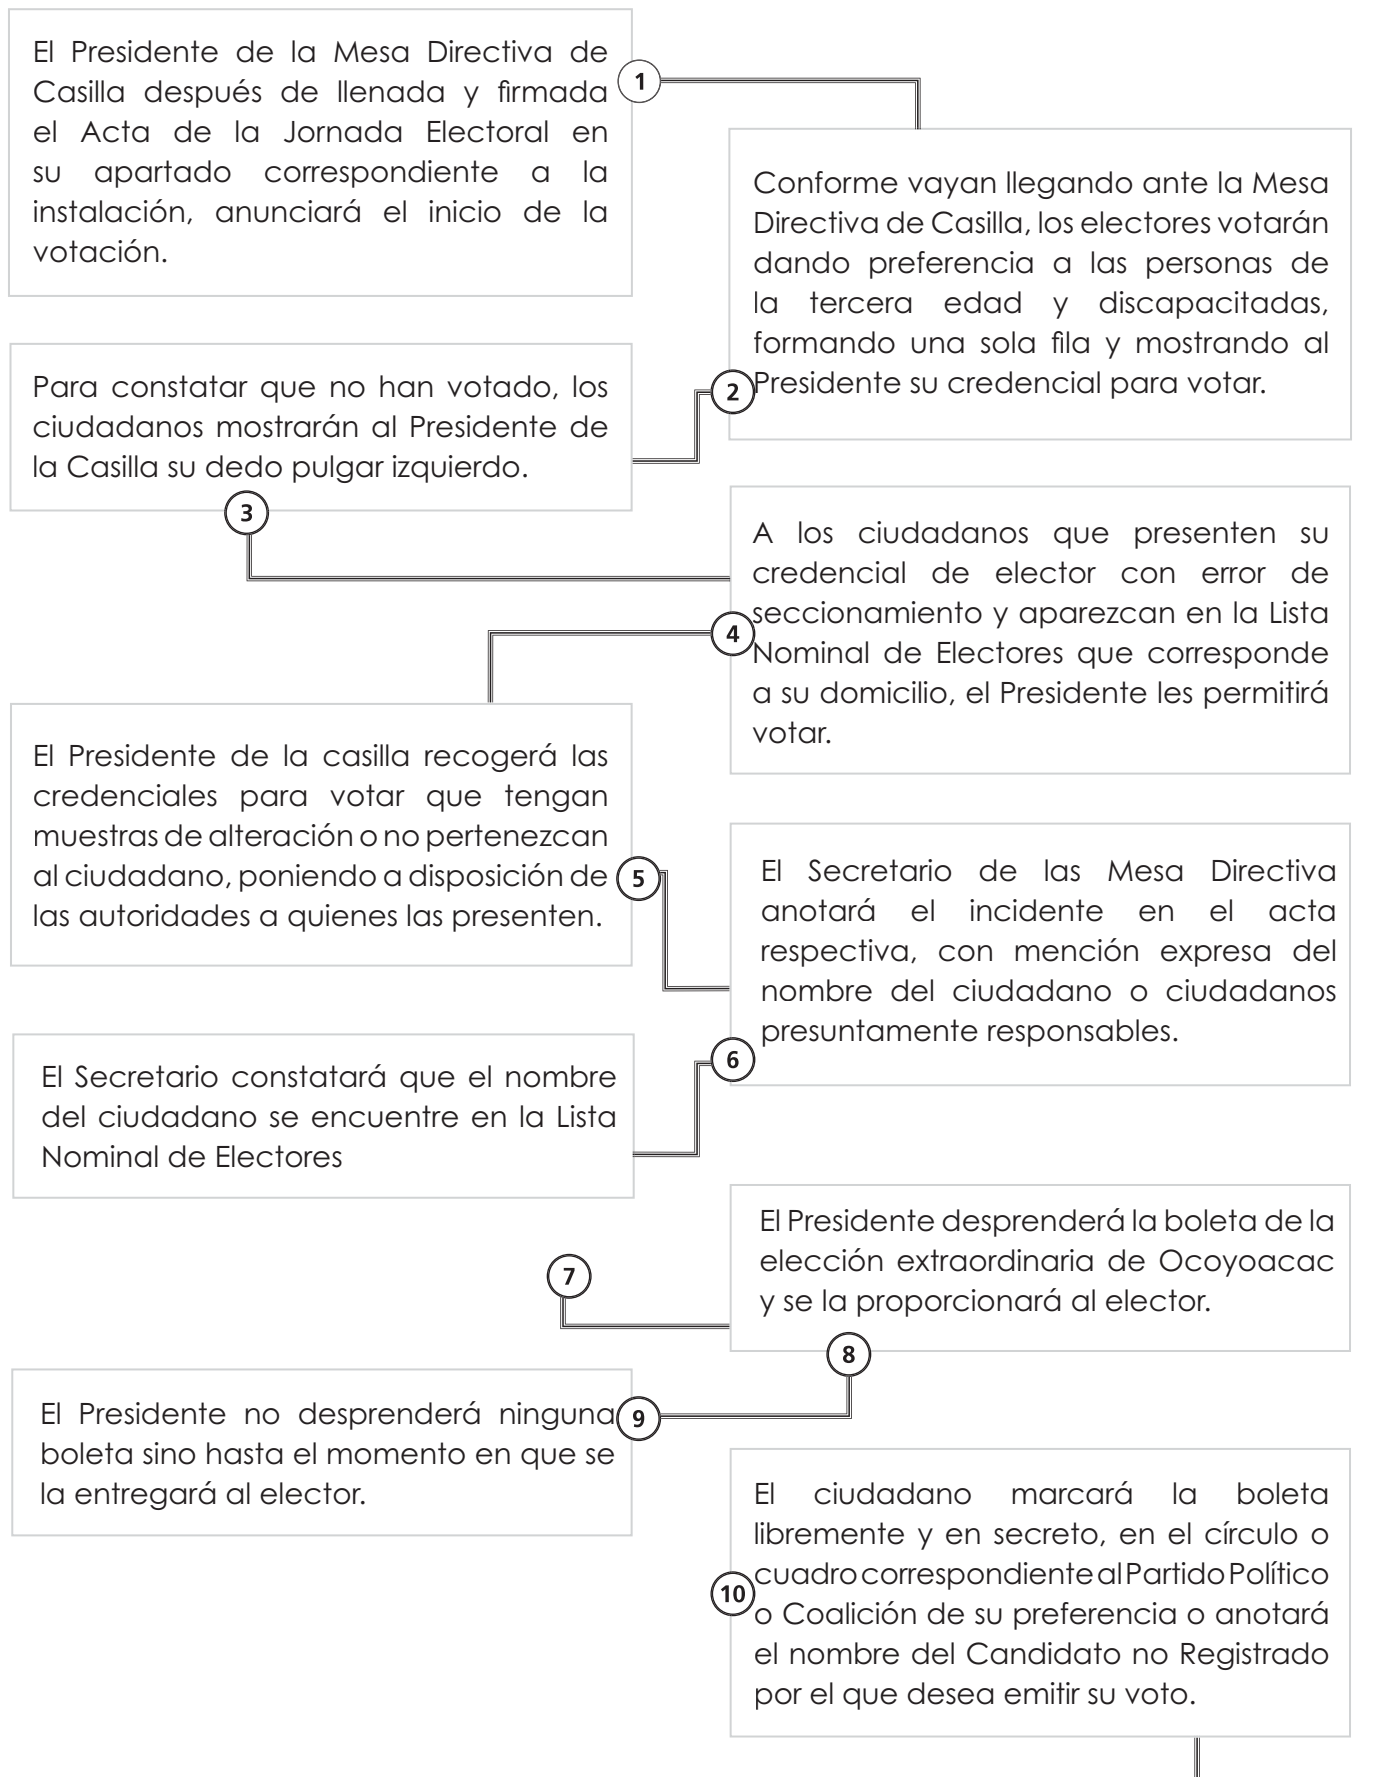 El Presidente de la Mesa Directiva de
Casilla después de llenada y firmada
el Acta de la Jornada Electoral en
su apartado correspondiente a la
instalación, anunciará el inicio de la
votación.
1
Conforme vayan llegando ante la Mesa
Directiva de Casilla, los electores votarán
dando preferencia a las personas de
la tercera edad y discapacitadas,
formando una sola fila y mostrando al
Presidente su credencial para votar.
2
Para constatar que no han votado, los
ciudadanos mostrarán al Presidente de
la Casilla su dedo pulgar izquierdo.
3
A los ciudadanos que presenten su
credencial de elector con error de
seccionamiento y aparezcan en la Lista
Nominal de Electores que corresponde
a su domicilio, el Presidente les permitirá
votar.
4
El Presidente de la casilla recogerá las
credenciales para votar que tengan
muestras de alteración o no pertenezcan
al ciudadano, poniendo a disposición de
las autoridades a quienes las presenten.
5
El Secretario de las Mesa Directiva
anotará el incidente en el acta
respectiva, con mención expresa del
nombre del ciudadano o ciudadanos
presuntamente responsables.
6
El Secretario constatará que el nombre
del ciudadano se encuentre en la Lista
Nominal de Electores
7
El Presidente desprenderá la boleta de la
elección extraordinaria de Ocoyoacac
y se la proporcionará al elector.
8
El Presidente no desprenderá ninguna
boleta sino hasta el momento en que se
la entregará al elector.
9
El ciudadano marcará la boleta
libremente y en secreto, en el círculo o
cuadro correspondiente al Partido Político
o Coalición de su preferencia o anotará
el nombre del Candidato no Registrado
por el que desea emitir su voto.
10